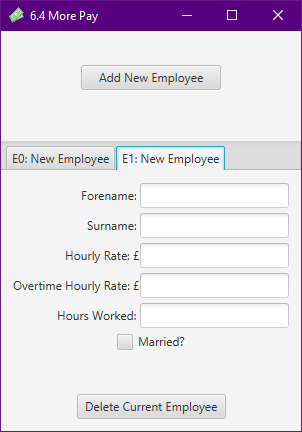 6.4 More Pay
Add New Employee
E0: New Employee E1: New Employee
Forename:
Surname:
Hourly Rate: £
Overtime Hourly Rate: £
Hours Worked:
Married?
Delete Current Employee